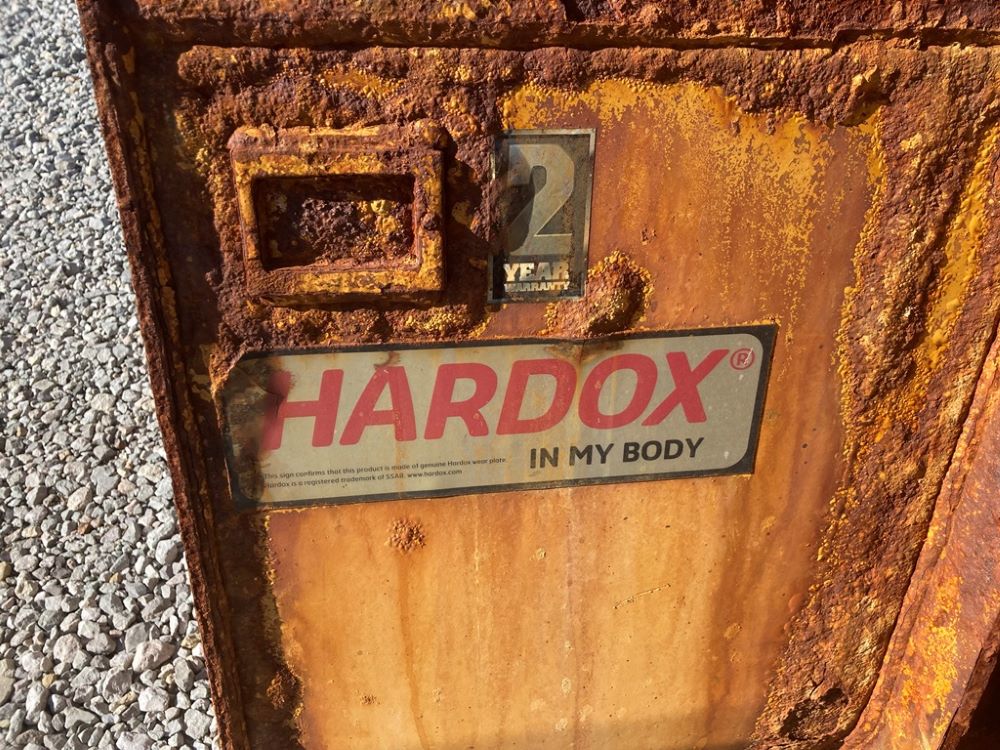 2
YEAR
WARRANTY
HARDOX®
IN MY BODY
This sign confirms that this product is made of genuine Hardox wear plate.
Hardox is a registered trademark of SSAB. www.hardox.com